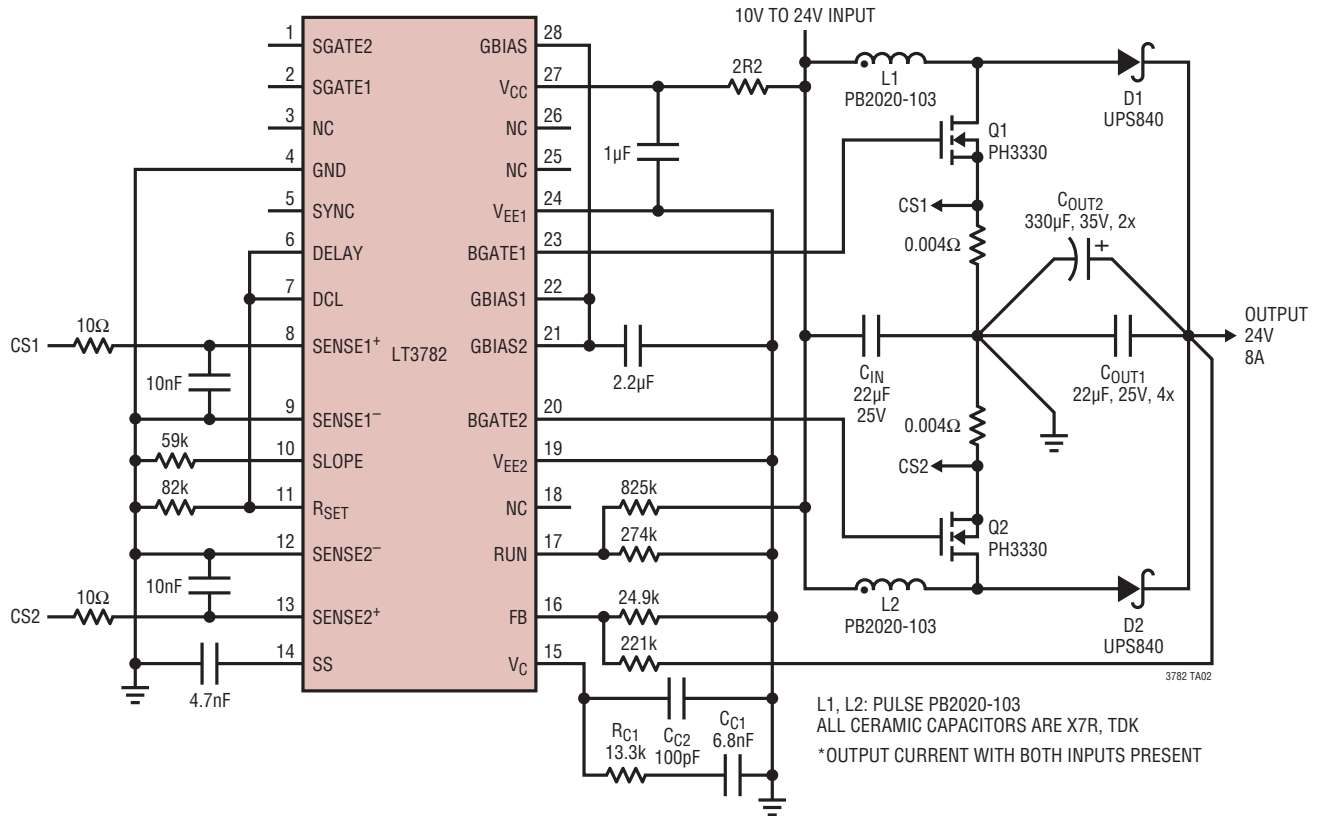 10V TO 24V INPUT
1
SGATE2
GBIAS
28
2
SGATE1
VCC
27
2R2
3
NC
NC
26
4
GND
NC
25
5
SYNC
VEE1
24
6
DELAY
BGATE1
23
7
DCL
GBIAS1
22
8
SENSE1+
LT3782
GBIAS2
21
9
SENSE1–
BGATE2
20
10
SLOPE
VEE2
19
11
RSET
NC
18
12
SENSE2–
RUN
17
13
SENSE2+
FB
16
14
SS
VC
15
CS1
10Ω
10nF
59k
82k
10nF
CS2
10Ω
4.7nF
1µF
2.2µF
825k
274k
24.9k
221k
RC1
13.3k
CC2
100pF
CC1
6.8nF
L1
PB2020-103
D1
UPS840
Q1
PH3330
CS1
0.004Ω
COUT2
330µF, 35V, 2x
+
CIN
22µF
25V
COUT1
22µF, 25V, 4x
OUTPUT
24V
8A
0.004Ω
CS2
Q2
PH3330
L2
PB2020-103
D2
UPS840
3782 TA02
L1, L2: PULSE PB2020-103
ALL CERAMIC CAPACITORS ARE X7R, TDK
*OUTPUT CURRENT WITH BOTH INPUTS PRESENT